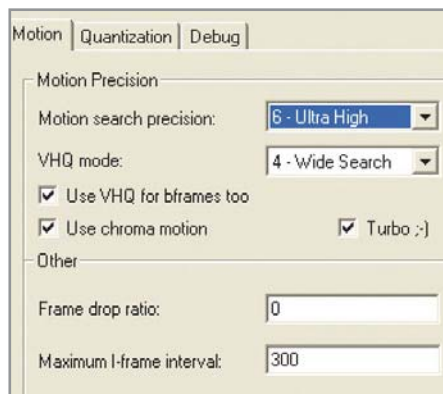 Motion Quantization Debug
Motion Precision
Motion search precision: 6 - Ultra High
VHQ mode: 4 - Wide Search
Use VHQ for bframes too
Use chroma motion Turbo ;-)
Other
Frame drop ratio: 0
Maximum I-frame interval: 300